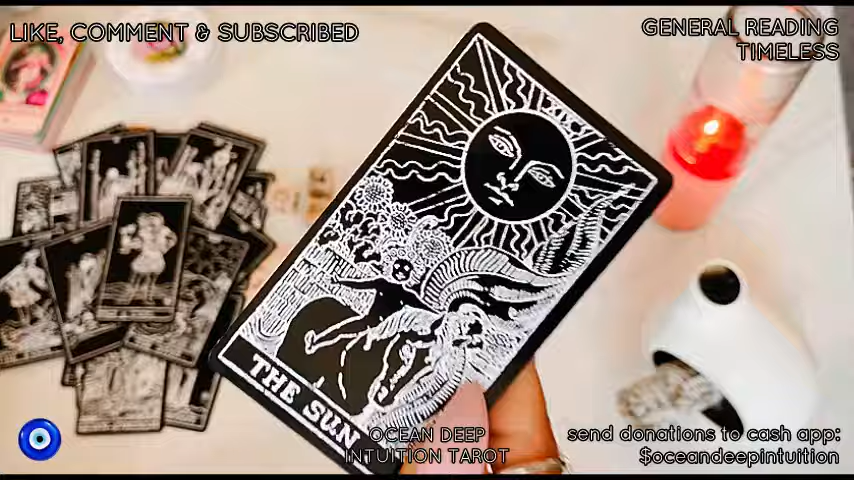 LIKE, COMMENT & SUBSCRIBED
GENERAL READING
TIMELESS
THE SUN
OCEAN DEEP
INTUITION TAROT
send donations to cash app:
$oceandeepintuition